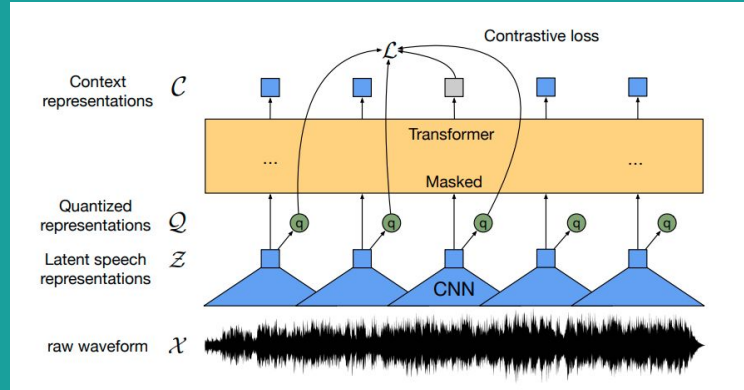 Contrastive loss
ℒ
Context
representations 𝒞
Transformer
... ...
Masked
Quantized
representations 𝒬
q q q q q
Latent speech
representations 𝒵
CNN
raw waveform 𝒳